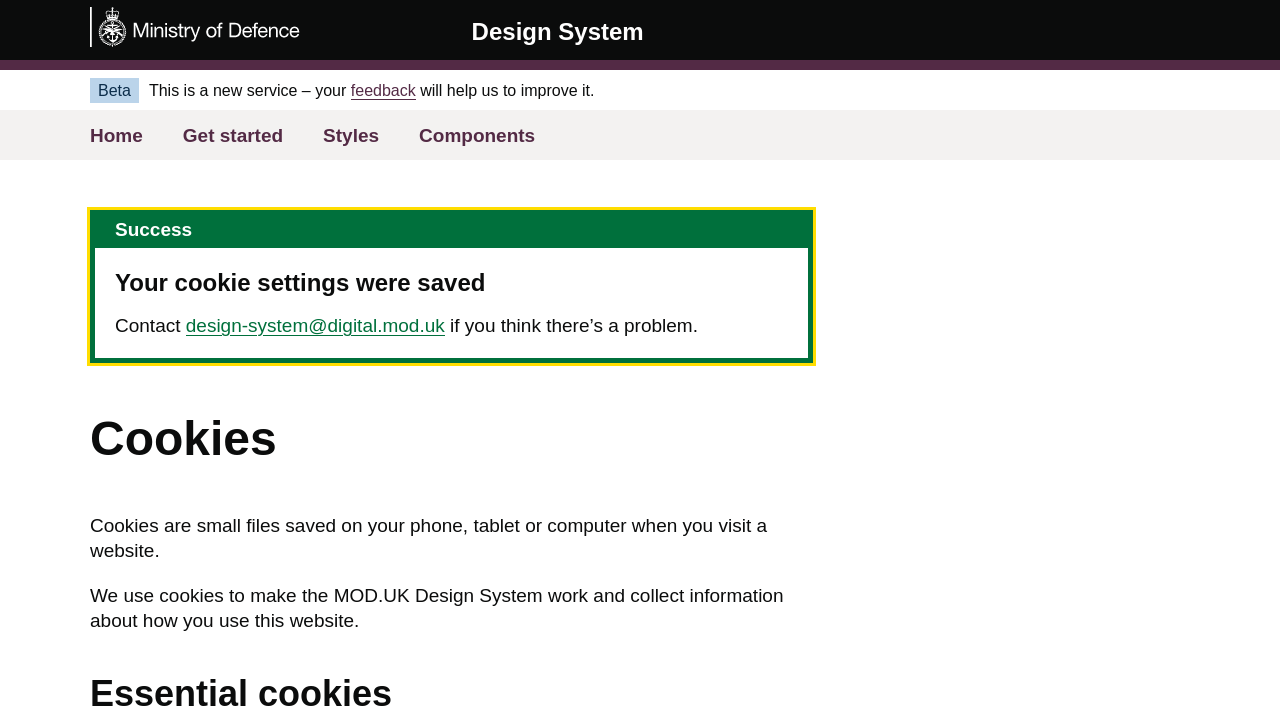 Ministry of Defence
Design System
Beta This is a new service – your feedback will help us to improve it.
Home Get started Styles Components
Success
Your cookie settings were saved
Contact design-system@digital.mod.uk if you think there’s a problem.
Cookies
Cookies are small files saved on your phone, tablet or computer when you visit a
website.
We use cookies to make the MOD.UK Design System work and collect information
about how you use this website.
Essential cookies